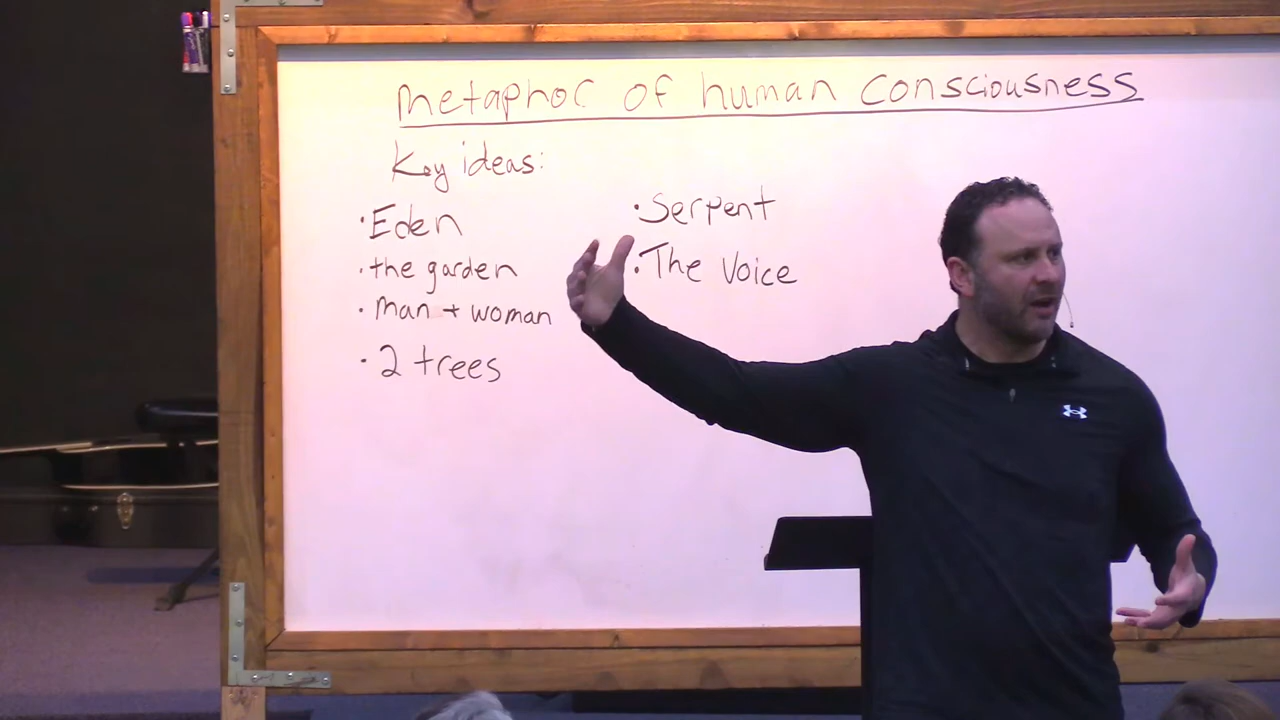 metaphor of human consciousness
Key ideas:
· Eden
· the garden
· man + woman
· 2 trees
· Serpent
· The Voice